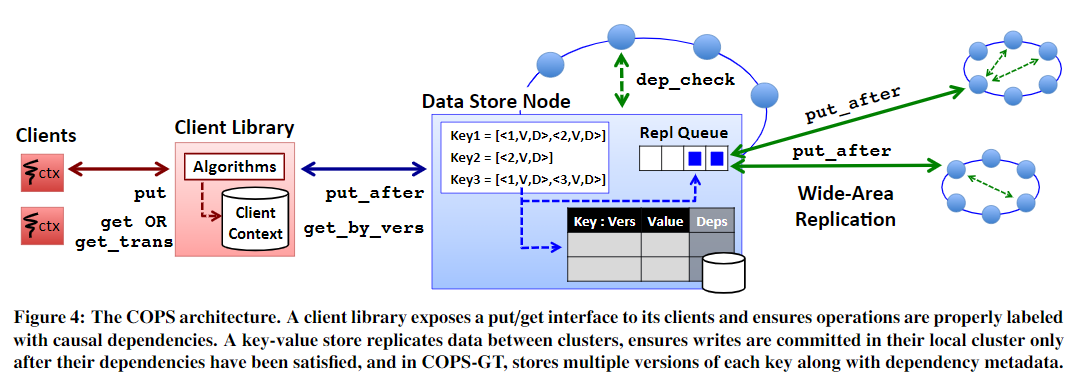 Clients
ctx
ctx
put
get OR
get_trans
Client Library
Algorithms
Client
Context
put_after
get_by_vers
Data Store Node
Key1 = [<1,V,D>,<2,V,D>]
Key2 = [<2,V,D>]
Key3 = [<1,V,D>,<3,V,D>]
dep_check
Repl Queue
Key : Vers Value Deps
put_after
put_after
Wide-Area
Replication
Figure 4: The COPS architecture. A client library exposes a put/get interface to its clients and ensures operations are properly labeled
with causal dependencies. A key-value store replicates data between clusters, ensures writes are committed in their local cluster only
after their dependencies have been satisfied, and in COPS-GT, stores multiple versions of each key along with dependency metadata.